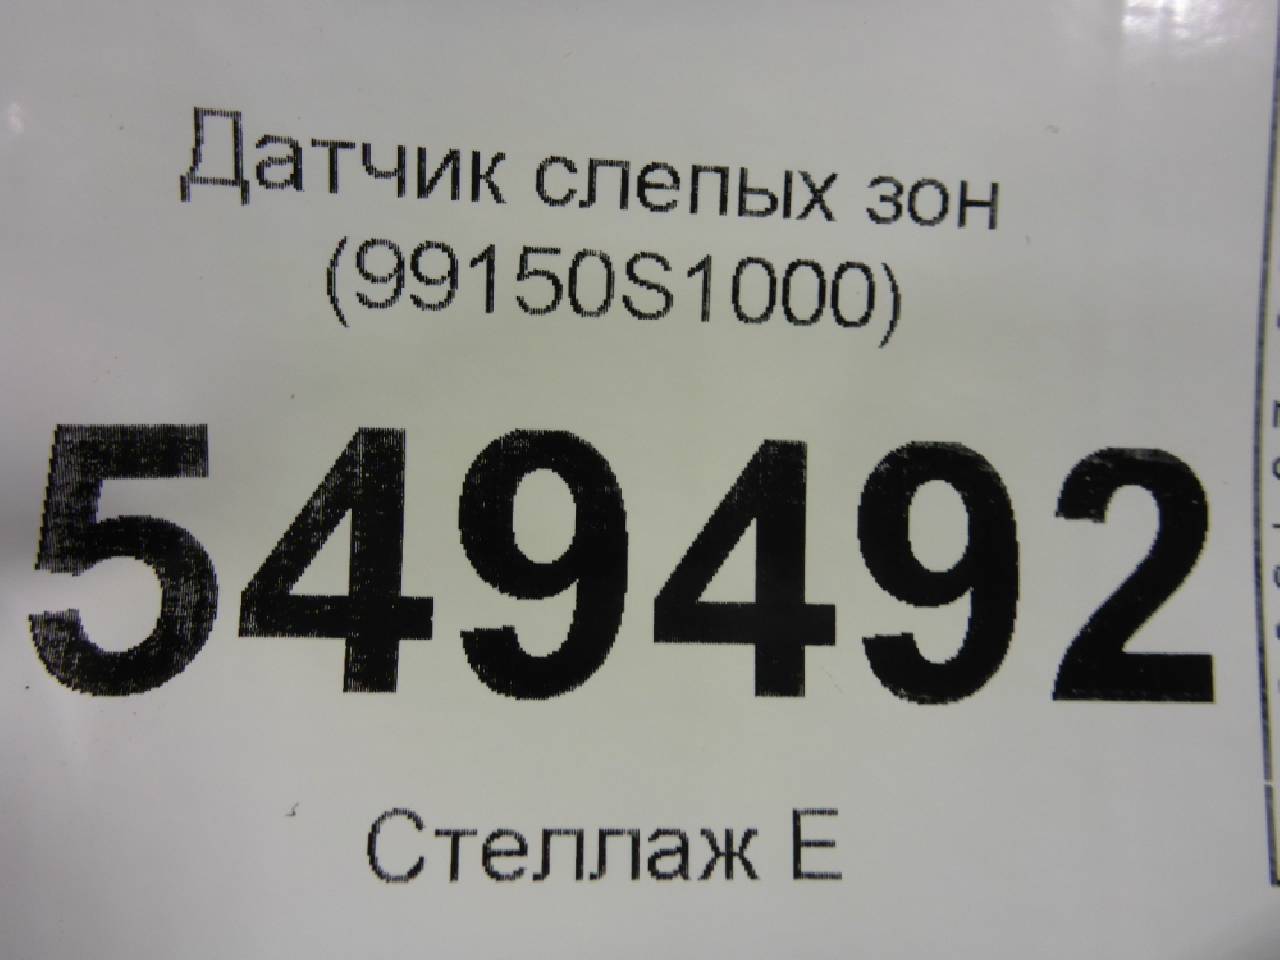 Датчик слепых зон
(99150S1000)
549492
Стеллаж Е